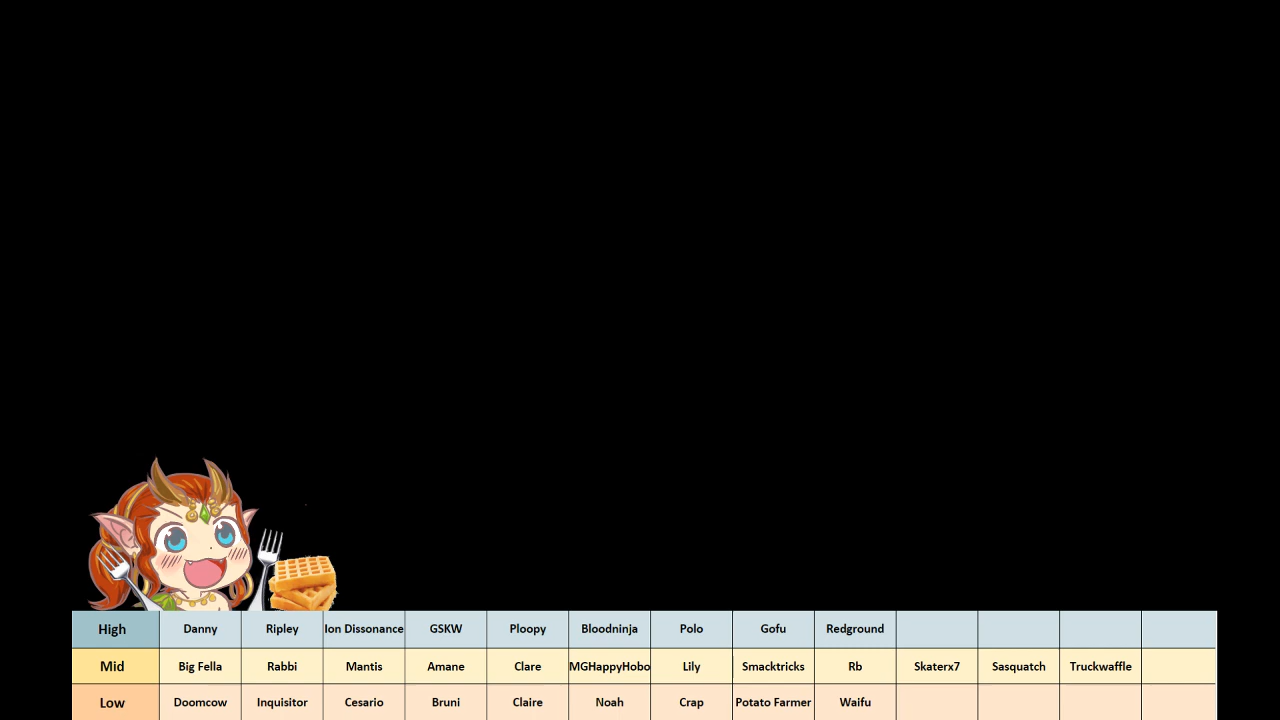 High Danny Ripley Ion Dissonance GSKW Ploopy Bloodninja Polo Gofu Redground
Mid Big Fella Rabbi Mantis Amane Clare MGHappyHobo Lily Smacktricks Rb Skaterx7 Sasquatch Truckwaffle
Low Doomcow Inquisitor Cesario Bruni Claire Noah Crap Potato Farmer Waifu